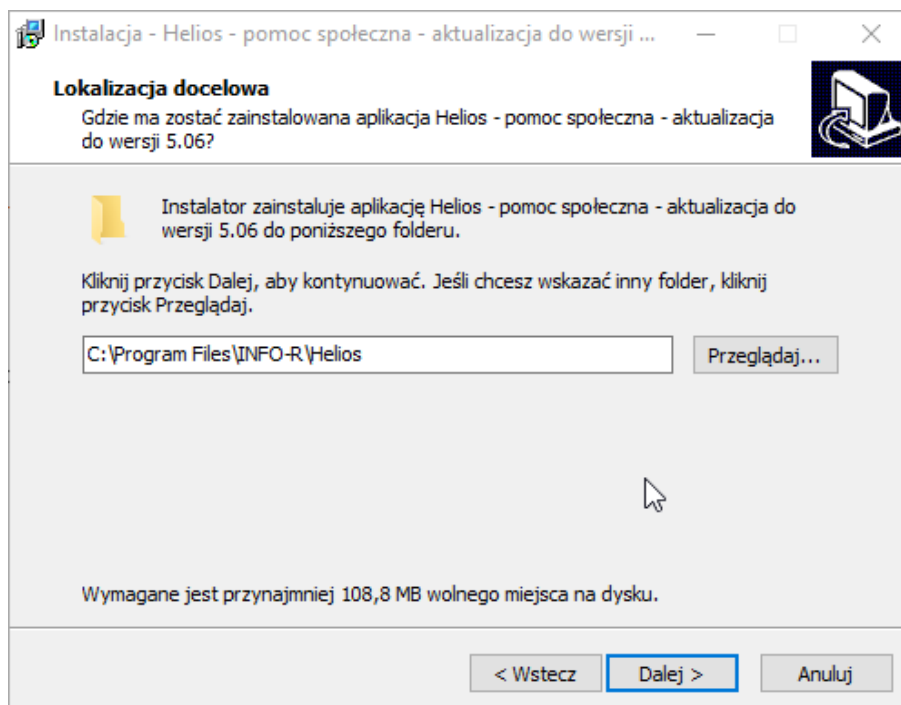 Instalacja - Helios - pomoc społeczna - aktualizacja do wersji ...
Lokalizacja docelowa
Gdzie ma zostać zainstalowana aplikacja Helios - pomoc społeczna - aktualizacja
do wersji 5.06?
Instalator zainstaluje aplikację Helios - pomoc społeczna - aktualizacja do
wersji 5.06 do poniższego folderu.
Kliknij przycisk Dalej, aby kontynuować. Jeśli chcesz wskazać inny folder, kliknij
przycisk Przeglądaj.
C:\Program Files\INFO-R\Helios
Przeglądaj...
Wymagane jest przynajmniej 108,8 MB wolnego miejsca na dysku.
< Wstecz
Dalej >
Anuluj